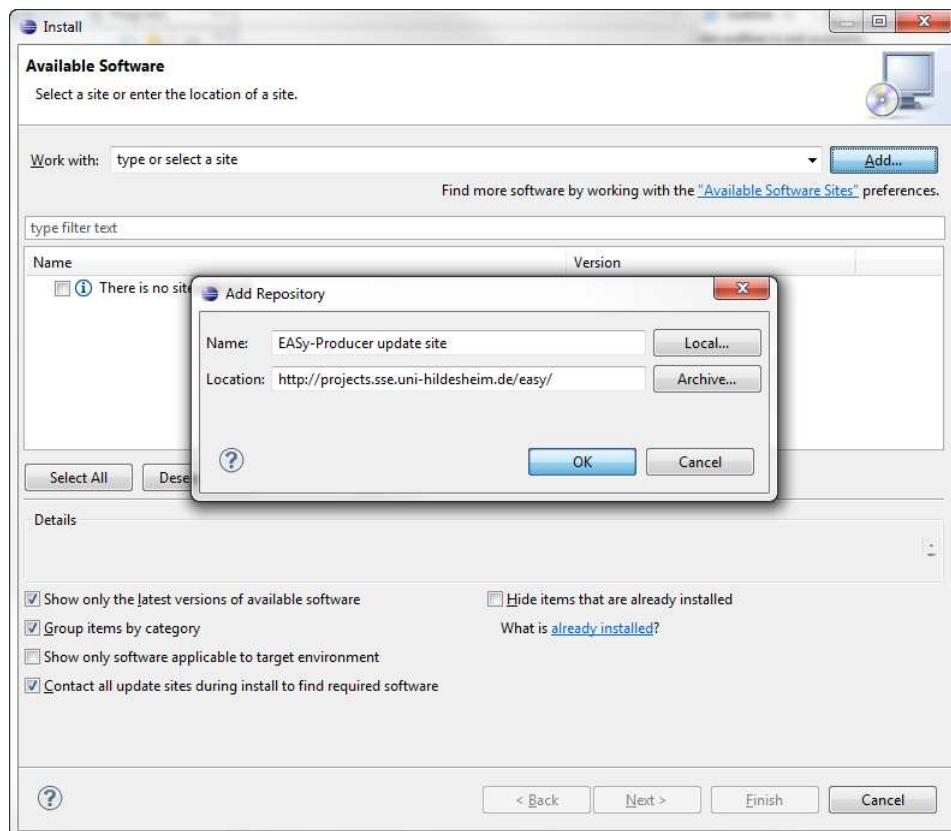 Install
Available Software
Select a site or enter the location of a site.
Work with: type or select a site Add...
Find more software by working with the "Available Software Sites" preferences.
type filter text
Name Version
There is no site
Add Repository
Name: EASy-Producer update site Local...
Location: http://projects.sse.uni-hildesheim.de/easy/ Archive...
OK Cancel
Select All Dese
Details
Show only the latest versions of available software Hide items that are already installed
Group items by category What is already installed?
Show only software applicable to target environment
Contact all update sites during install to find required software
< Back Next > Finish Cancel